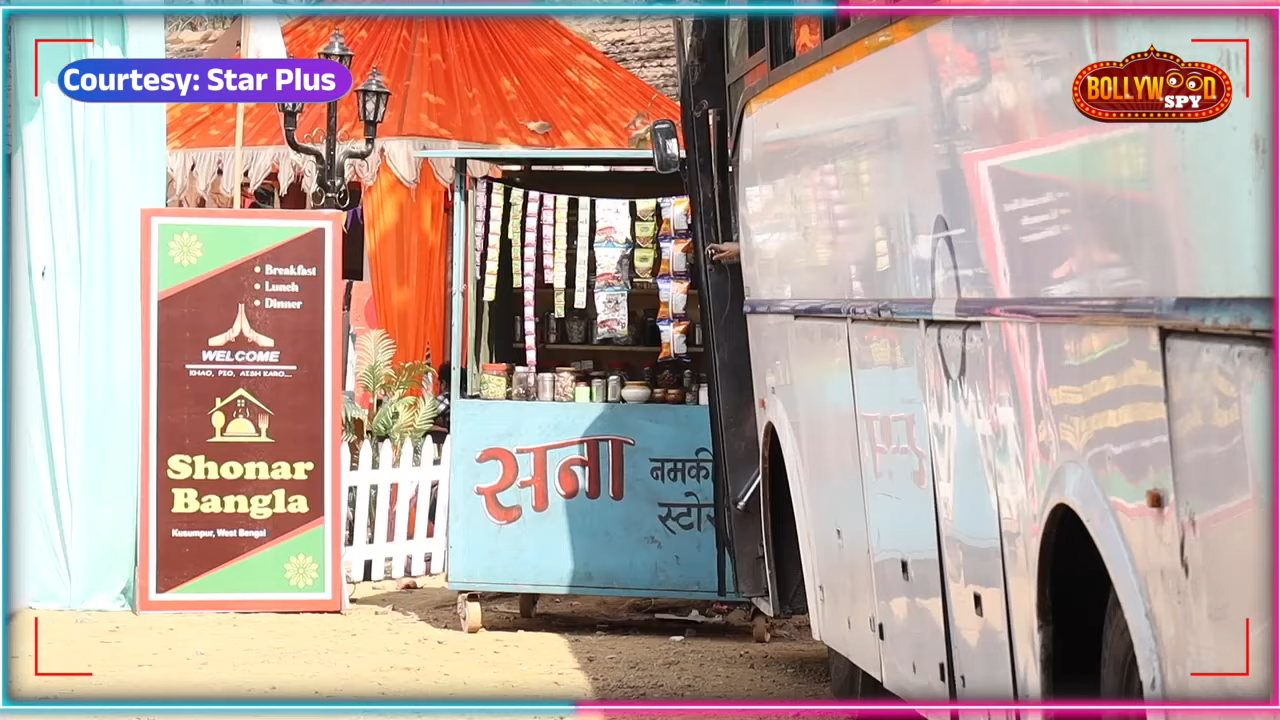 Courtesy: Star Plus
BOLLYWOOD
SPY
Breakfast
Lunch
Dinner
WELCOME
KHAO, PIO, AISH KARO...
Shonar
Bangla
Kusumpur, West Bengal
सना
नमकी
स्टोर